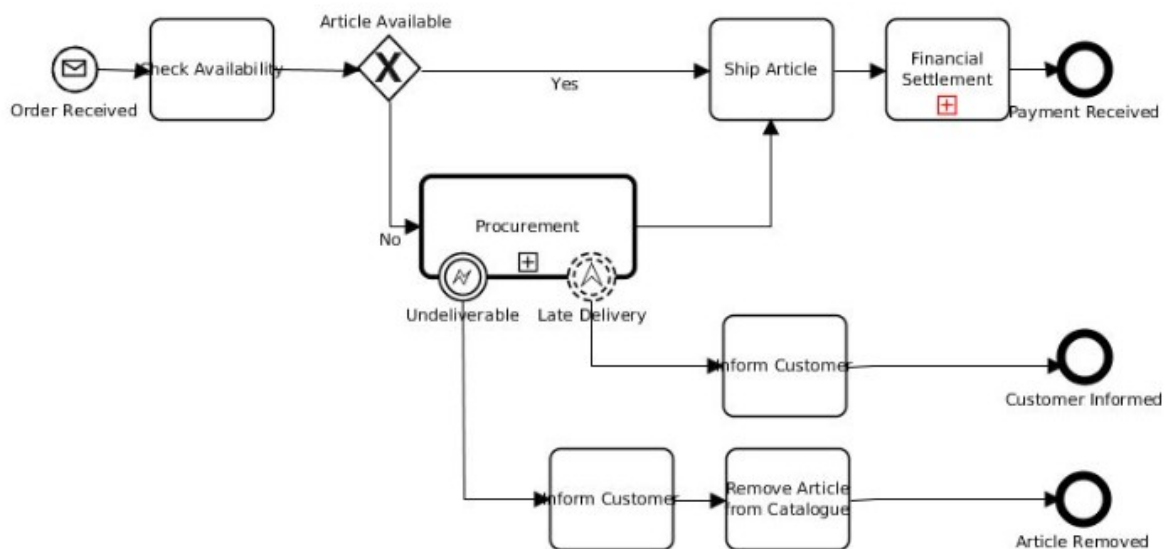 Article Available
Order Received
Check Availability
Yes
Ship Article
Financial
Settlement
Payment Received
No
Procurement
Undeliverable
Late Delivery
Inform Customer
Customer Informed
Inform Customer
Remove Article
from Catalogue
Article Removed